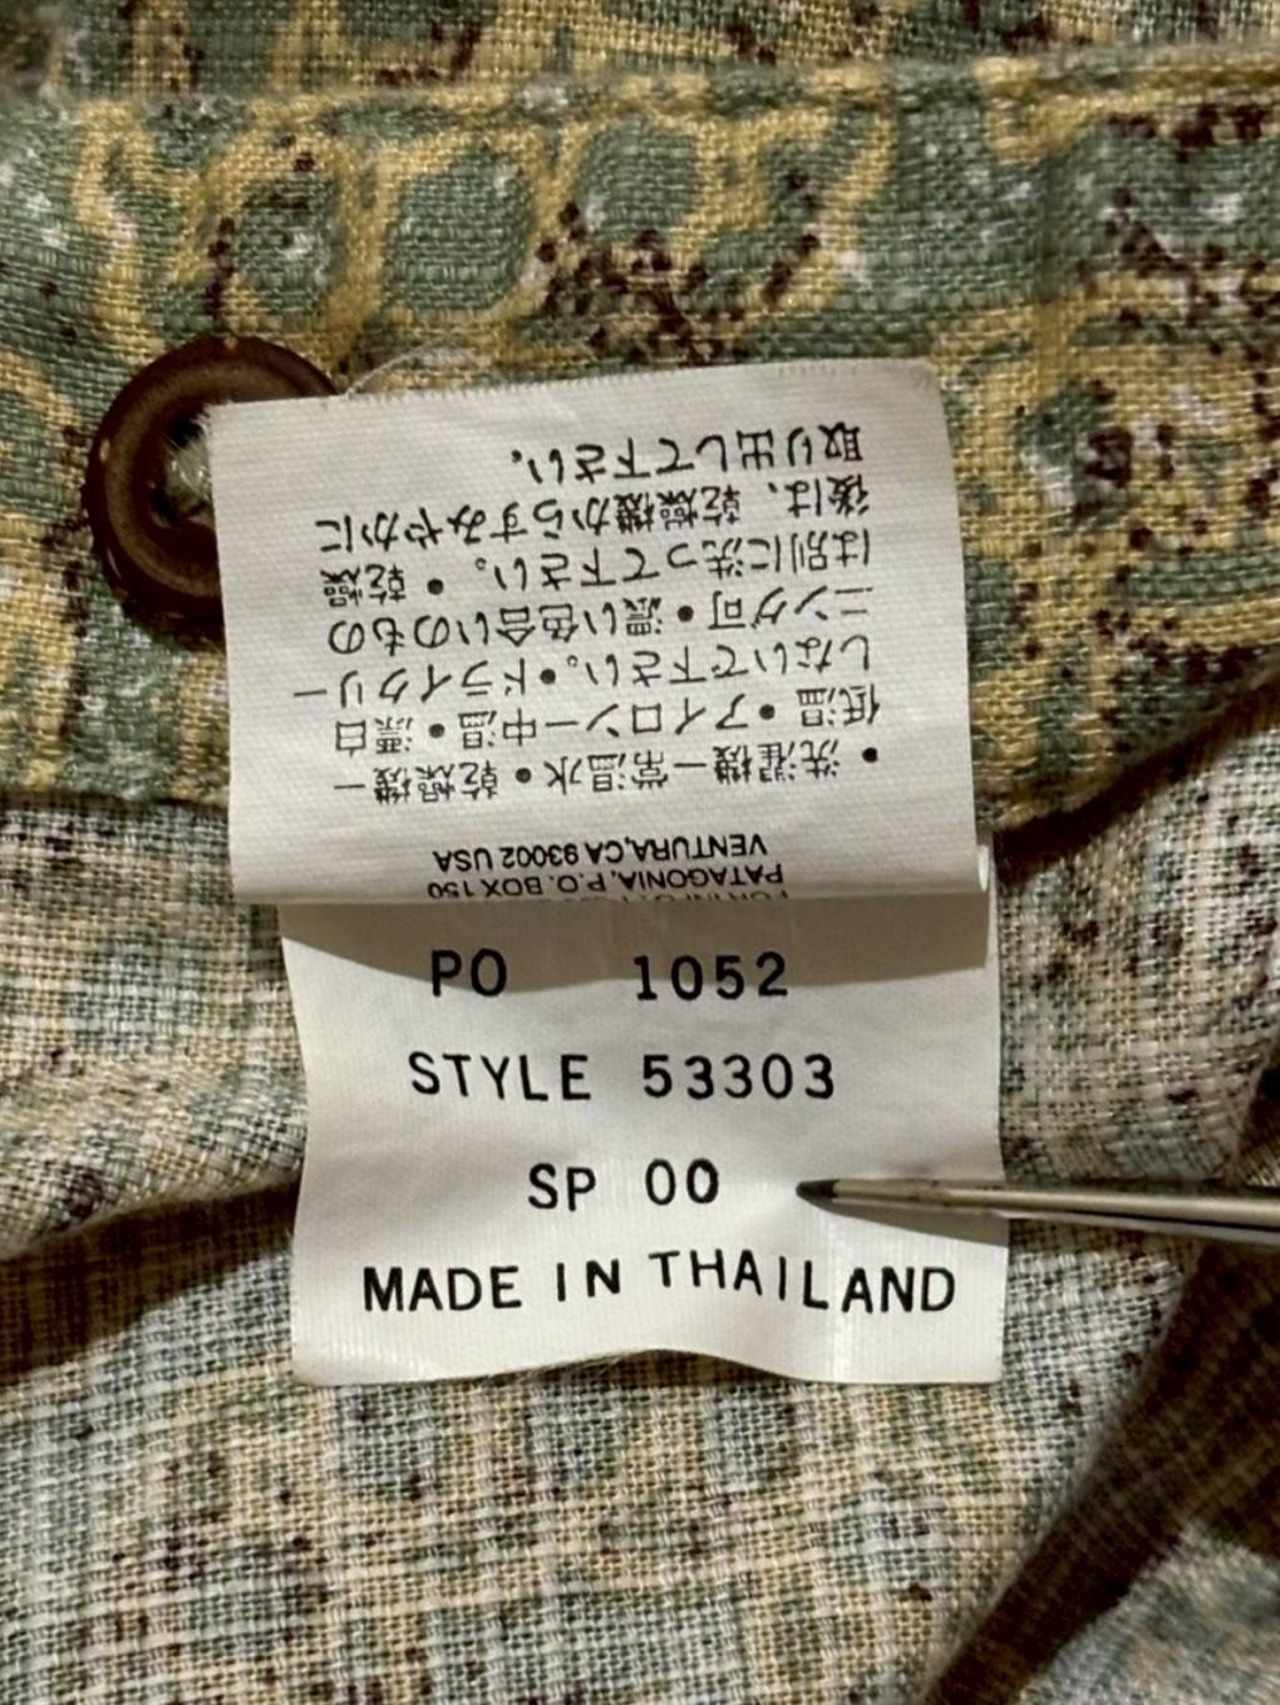 PO 1052
STYLE 53303
SP 00
MADE IN THAILAND
PATAGONIA, P.O. BOX 150
VENTURA, CA 93002 USA
• 洗濯機ー常温水・乾燥機ー
低温 • アイロンー中温・漂白
しないで下さい。• ドライクリー
ニング可 • 濃い色合いのもの
は別に洗って下さい。 • 乾燥
後は、乾燥機からすみやかに
取り出して下さい。